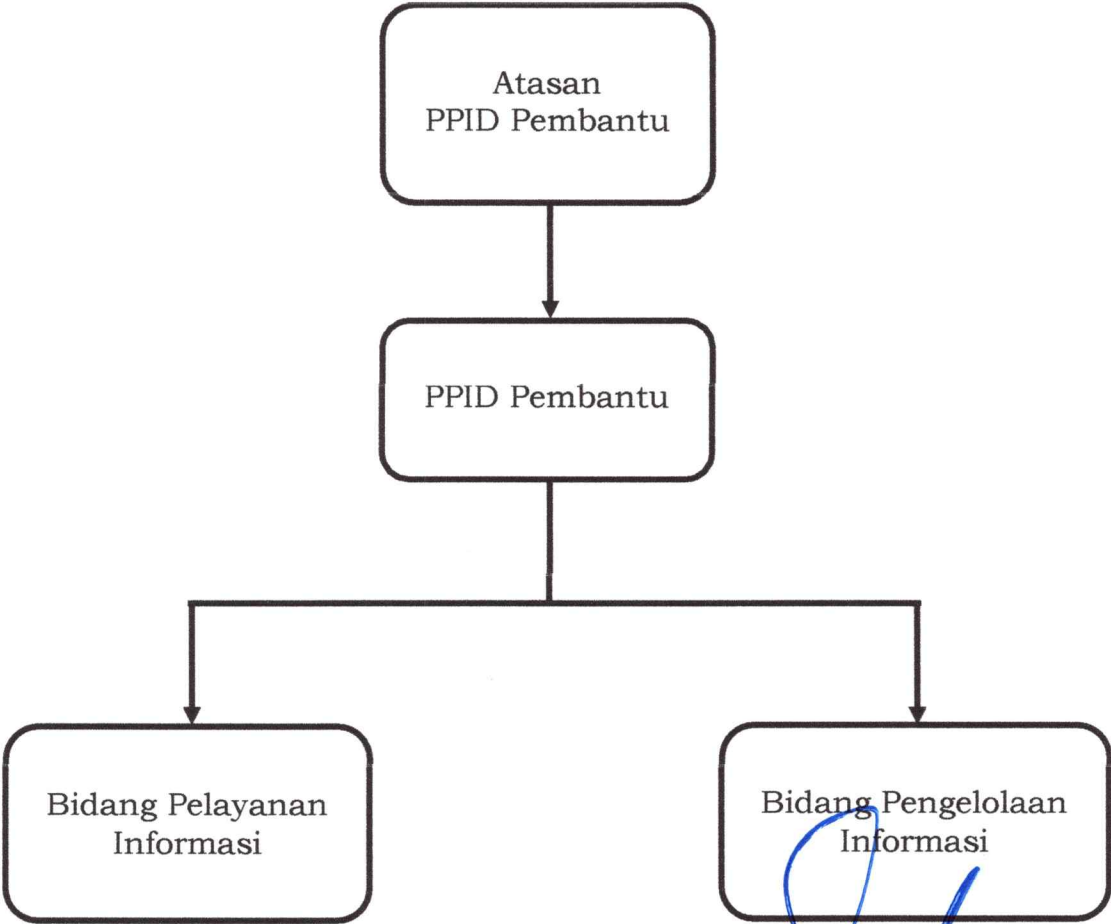 Atasan
PPID Pembantu
PPID Pembantu
Bidang Pelayanan
Informasi
Bidang Pengelolaan
Informasi